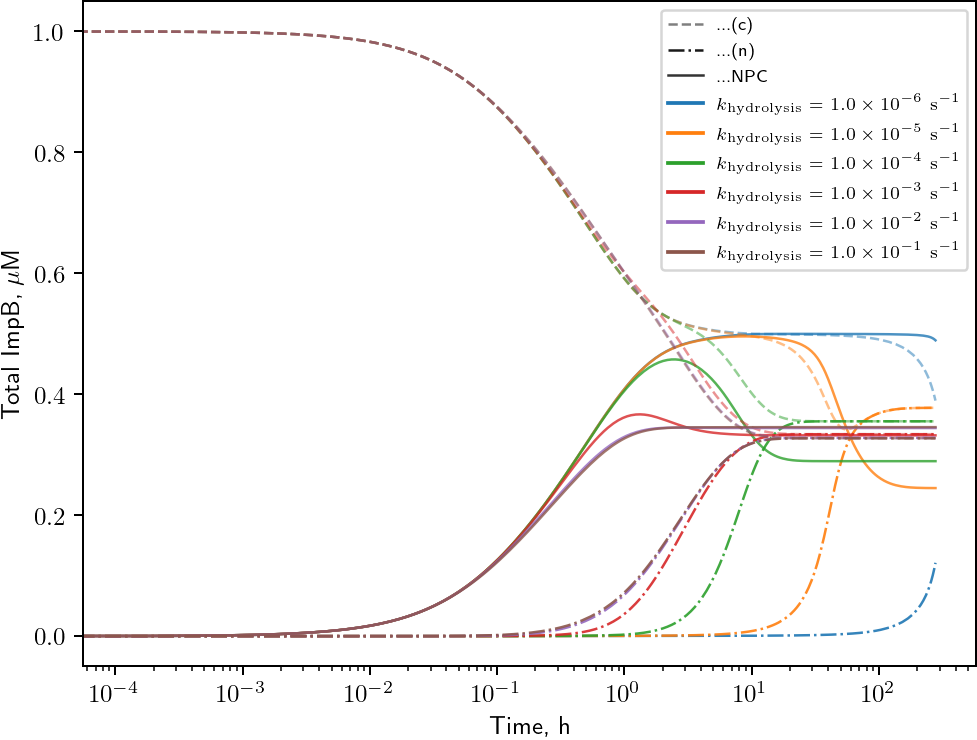 1.0
0.8
0.6
0.4
0.2
0.0
Total ImpB, μM
10⁻⁴
10⁻³
10⁻²
10⁻¹
10⁰
10¹
10²
Time, h
...(c)
...(n)
...NPC
k_hydrolysis = 1.0 × 10⁻⁶ s⁻¹
k_hydrolysis = 1.0 × 10⁻⁵ s⁻¹
k_hydrolysis = 1.0 × 10⁻⁴ s⁻¹
k_hydrolysis = 1.0 × 10⁻³ s⁻¹
k_hydrolysis = 1.0 × 10⁻² s⁻¹
k_hydrolysis = 1.0 × 10⁻¹ s⁻¹